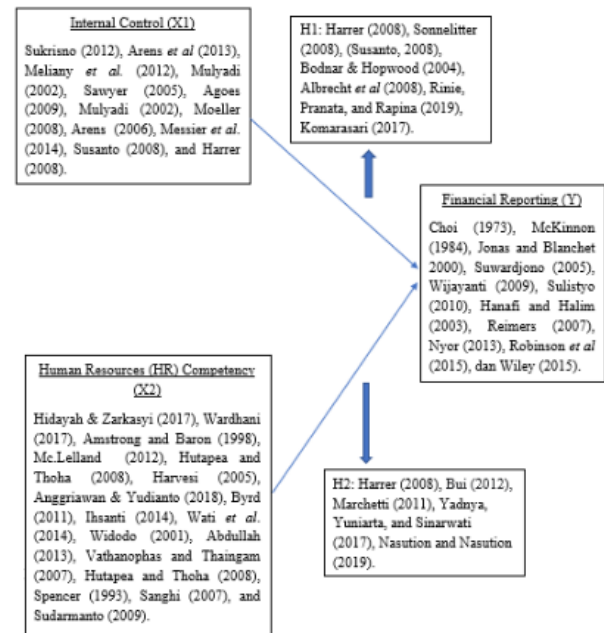 Internal Control (X1)
Sukrisno (2012), Arens et al (2013),
Meliany et al. (2012), Mulyadi
(2002), Sawyer (2005), Agoes
(2009), Mulyadi (2002), Moeller
(2008), Arens (2006), Messier et al.
(2014), Susanto (2008), and Harrer
(2008).
H1: Harrer (2008), Sonnelitter
(2008), (Susanto, 2008),
Bodnar & Hopwood (2004),
Albrecht et al (2008), Rinie,
Pranata, and Rapina (2019),
Komarasari (2017).
Financial Reporting (Y)
Choi (1973), McKinnon
(1984), Jonas and Blanchet
2000), Suwardjono (2005),
Wijayanti (2009), Sulistyo
(2010), Hanafi and Halim
(2003), Reimers (2007),
Nyor (2013), Robinson et al
(2015), dan Wiley (2015).
Human Resources (HR) Competency
(X2)
Hidayah & Zarkasyi (2017), Wardhani
(2017), Amstrong and Baron (1998),
Mc.Lelland (2012), Hutapea and
Thoha (2008), Harvesi (2005),
Anggriawan & Yudianto (2018), Byrd
(2011), Ihsanti (2014), Wati et al.
(2014), Widodo (2001), Abdullah
(2013), Vathanophas and Thaingam
(2007), Hutapea and Thoha (2008),
Spencer (1993), Sanghi (2007), and
Sudarmanto (2009).
H2: Harrer (2008), Bui (2012),
Marchetti (2011), Yadnya,
Yuniarta, and Sinarwati
(2017), Nasution and Nasution
(2019).